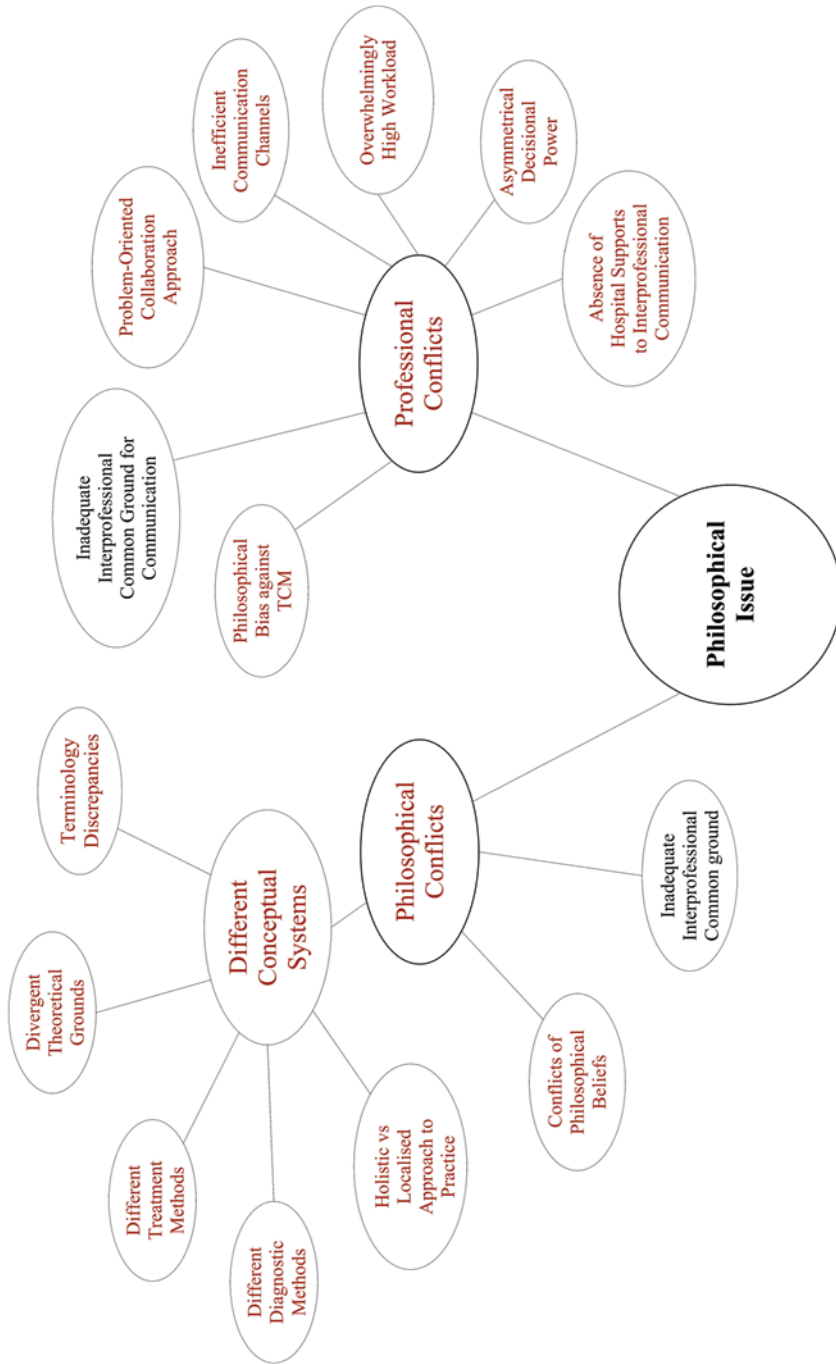 Terminology
Discrepancies
Divergent
Theoretical
Grounds
Different
Treatment
Methods
Different
Diagnostic
Methods
Holistic vs
Localised
Approach to
Practice
Different
Conceptual
Systems
Philosophical
Conflicts
Conflicts of
Philosophical
Beliefs
Inadequate
Interprofessional
Common ground
Philosophical
Issue
Professional
Conflicts
Philosophical
Bias against
TCM
Inadequate
Interprofessional
Common Ground for
Communication
Problem-Oriented
Collaboration
Approach
Inefficient
Communication
Channels
Overwhelmingly
High Workload
Asymmetrical
Decisional
Power
Absence of
Hospital Supports
to Interprofessional
Communication